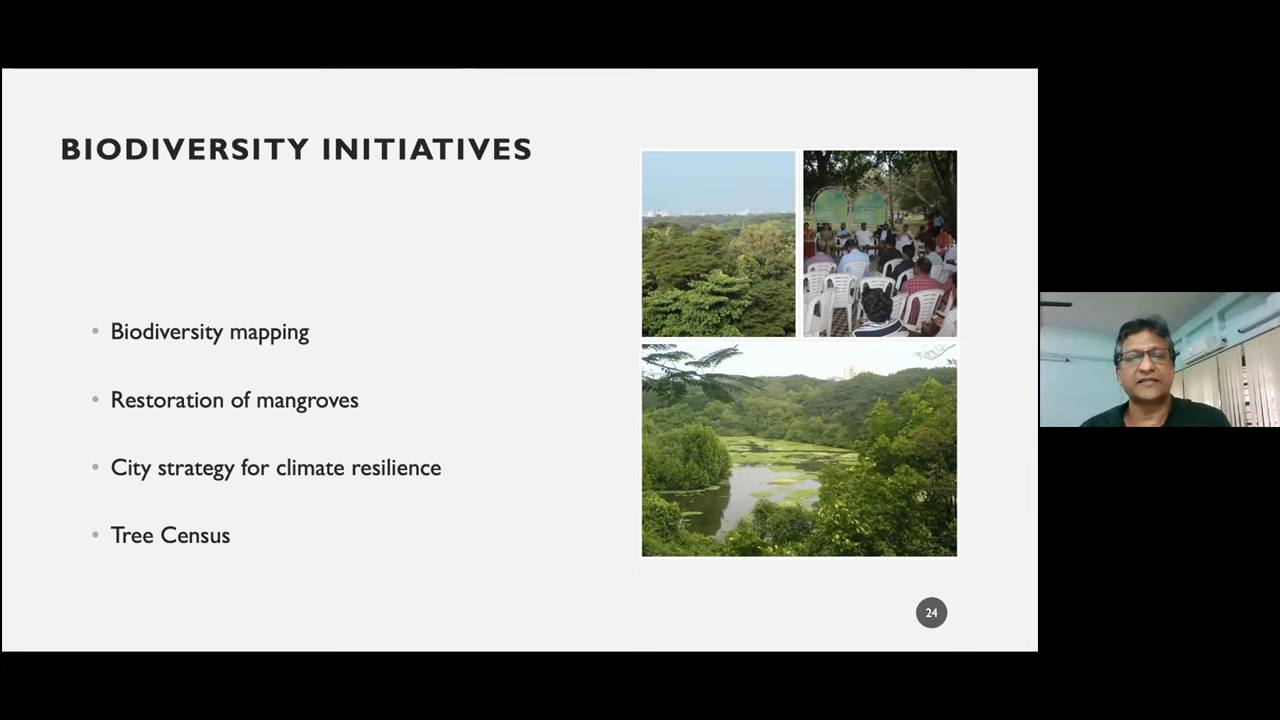 BIODIVERSITY INITIATIVES
Biodiversity mapping
Restoration of mangroves
City strategy for climate resilience
Tree Census
24